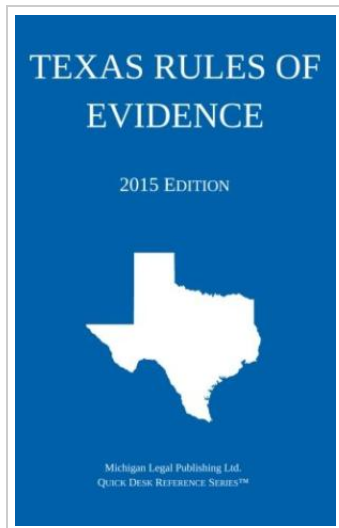 TEXAS RULES OF
EVIDENCE
2015 EDITION
Michigan Legal Publishing Ltd.
QUICK DESK REFERENCE SERIES™